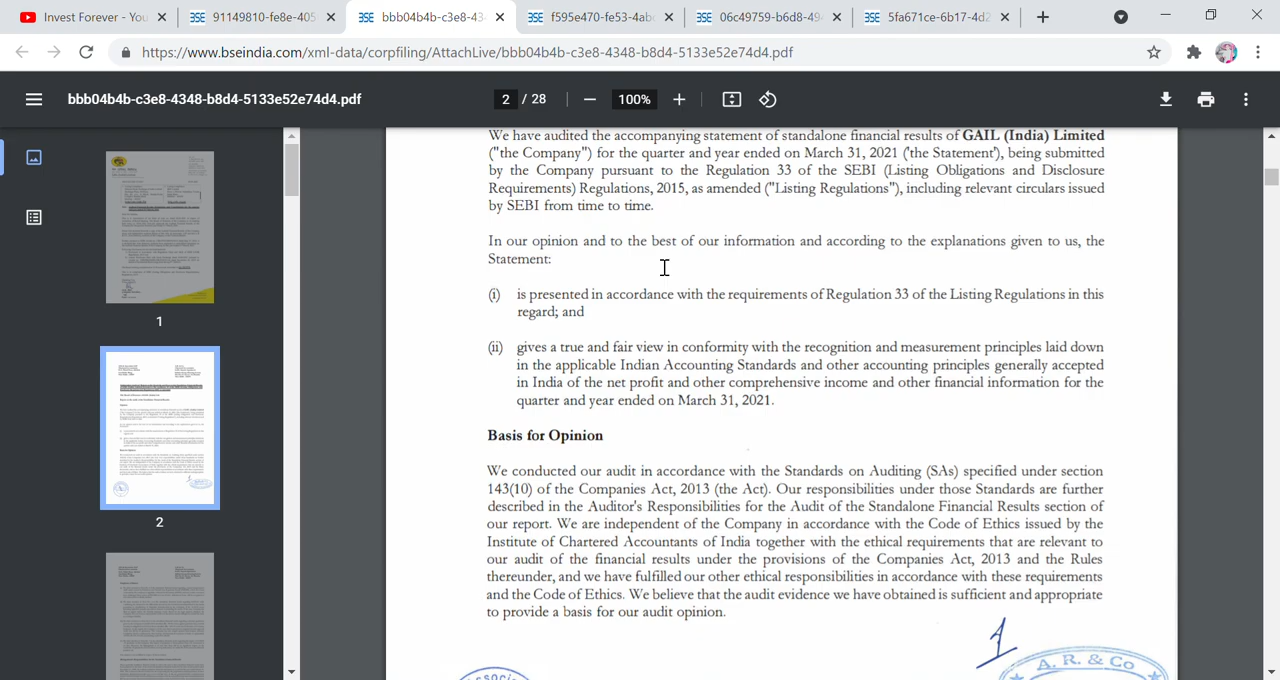 Invest Forever - You
91149810-fe8e-405
bbb04b4b-c3e8-43
f595e470-fe53-4abc
06c49759-b6d8-49
5fa671ce-6b17-4d2
https://www.bseindia.com/xml-data/corpfiling/AttachLive/bbb04b4b-c3e8-4348-b8d4-5133e52e74d4.pdf
bbb04b4b-c3e8-4348-b8d4-5133e52e74d4.pdf
2 / 28
100%
We have audited the accompanying statement of standalone financial results of GAIL (India) Limited
("the Company") for the quarter and year ended on March 31, 2021 ('the Statement'), being submitted
by the Company pursuant to the Regulation 33 of the SEBI (Listing Obligations and Disclosure
Requirements) Regulations, 2015, as amended ("Listing Regulations"), including relevant circulars issued
by SEBI from time to time.
In our opinion and to the best of our information and according to the explanations given to us, the
Statement:
(i) is presented in accordance with the requirements of Regulation 33 of the Listing Regulations in this
regard; and
(ii) gives a true and fair view in conformity with the recognition and measurement principles laid down
in the applicable Indian Accounting Standards and other accounting principles generally accepted
in India of the net profit and other comprehensive income and other financial information for the
quarter and year ended on March 31, 2021.
Basis for Opinion
We conducted our audit in accordance with the Standards on Auditing (SAs) specified under section
143(10) of the Companies Act, 2013 (the Act). Our responsibilities under those Standards are further
described in the Auditor's Responsibilities for the Audit of the Standalone Financial Results section of
our report. We are independent of the Company in accordance with the Code of Ethics issued by the
Institute of Chartered Accountants of India together with the ethical requirements that are relevant to
our audit of the financial results under the provisions of the Companies Act, 2013 and the Rules
thereunder, and we have fulfilled our other ethical responsibilities in accordance with these requirements
and the Code of Ethics. We believe that the audit evidence we have obtained is sufficient and appropriate
to provide a basis for our audit opinion.
A. R. & Co
1
2